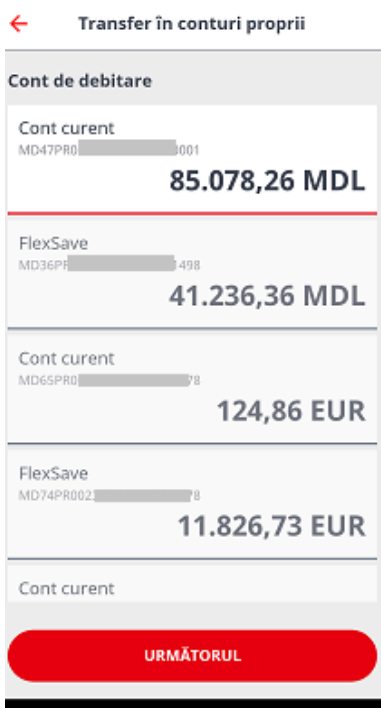 Transfer în conturi proprii
Cont de debitare
Cont curent
MD47PR0 001
85.078,26 MDL
FlexSave
MD36PF 498
41.236,36 MDL
Cont curent
MD65PR0 78
124,86 EUR
FlexSave
MD74PR002 78
11.826,73 EUR
Cont curent
URMĂTORUL